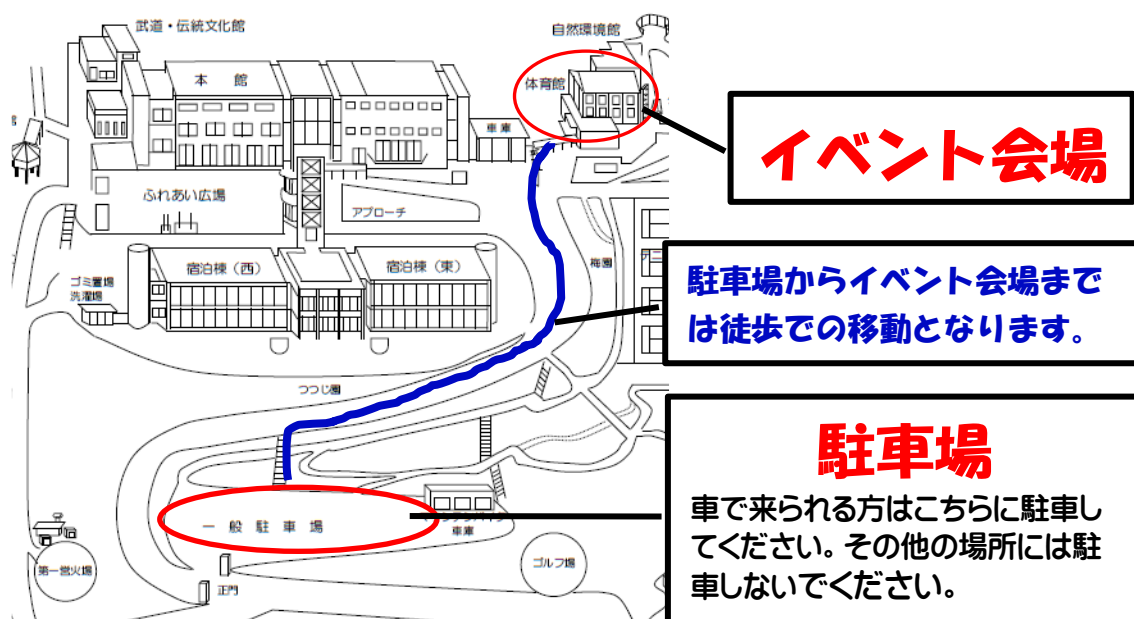 武道・伝統文化館
自然環境館
本 館
体育館
車庫
イベント会場
ふれあい広場
アプローチ
梅園
テニ
ゴミ置場
洗濯場
宿泊棟（西）
宿泊棟（東）
駐車場からイベント会場まで
は徒歩での移動となります。
つつじ園
駐車場
車で来られる方はこちらに駐車し
てください。その他の場所には駐
車しないでください。
一 般 駐 車 場
車庫
第一営火場
正門
ゴルフ場